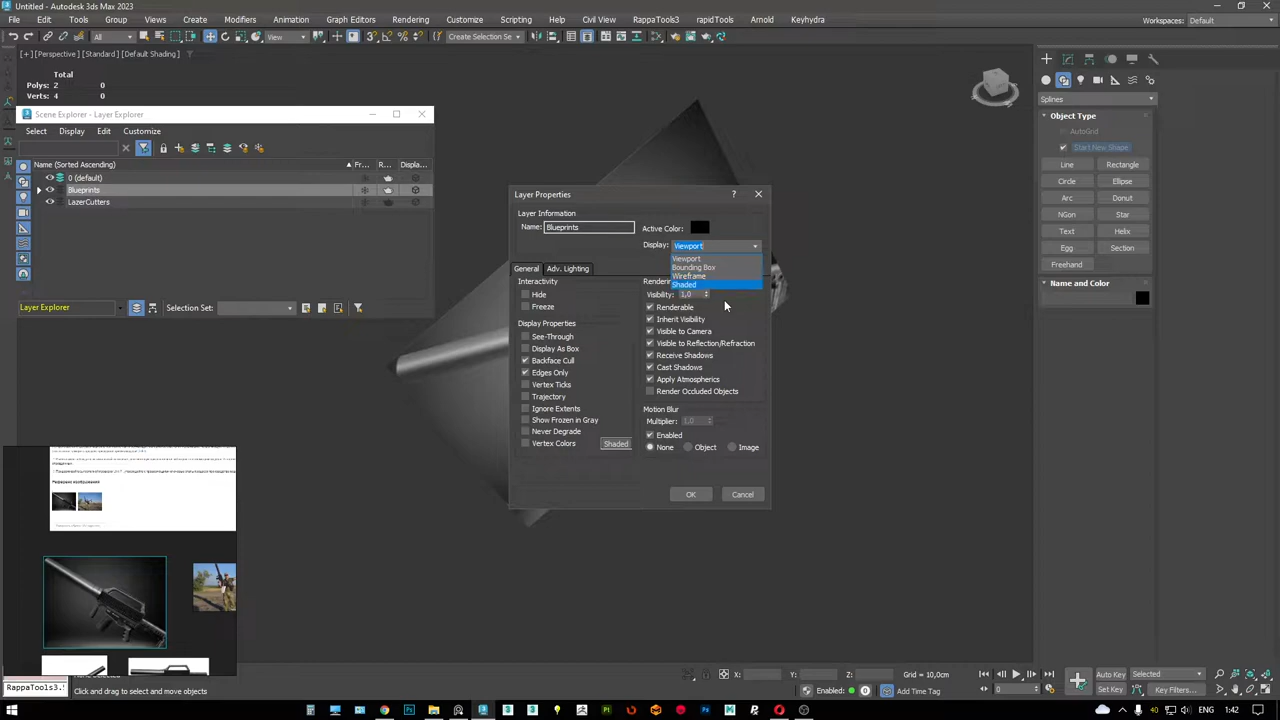 Untitled - Autodesk 3ds Max 2023
File Edit Tools Group Views Create Modifiers Animation Graph Editors Rendering Customize Scripting Help Civil View RappaTools3 rapidTools Arnold Keyhydra
Workspaces: Default
All View Create Selection Se
[+] [Perspective] [Standard] [Default Shading]
Total
Polys: 2 0
Verts: 4 0
Scene Explorer - Layer Explorer
Select Display Edit Customize
Name (Sorted Ascending) Fr... R... Displa...
0 (default)
Blueprints
LazerCutters
Layer Explorer Selection Set:
Layer Properties ?
Layer Information
Name: Blueprints
Active Color:
Display: Viewport
Viewport
Bounding Box
Wireframe
Shaded
General Adv. Lighting
Interactivity
Hide
Freeze
Display Properties
See-Through
Display As Box
Backface Cull
Edges Only
Vertex Ticks
Trajectory
Ignore Extents
Show Frozen in Gray
Never Degrade
Vertex Colors Shaded
Visibility: 1,0
Renderable
Inherit Visibility
Visible to Camera
Visible to Reflection/Refraction
Receive Shadows
Cast Shadows
Apply Atmospherics
Render Occluded Objects
Motion Blur
Multiplier: 1,0
Enabled
None Object Image
OK Cancel
Splines
Object Type
AutoGrid
Start New Shape
Line Rectangle
Circle Ellipse
Arc Donut
NGon Star
Text Helix
Egg Section
Freehand
Name and Color
RappaTools3.
Click and drag to select and move objects
X: Y: Z: Grid = 10,0cm
Enabled: Add Time Tag
0
Auto Key Selected
Set Key Key Filters...
ENG 1:42